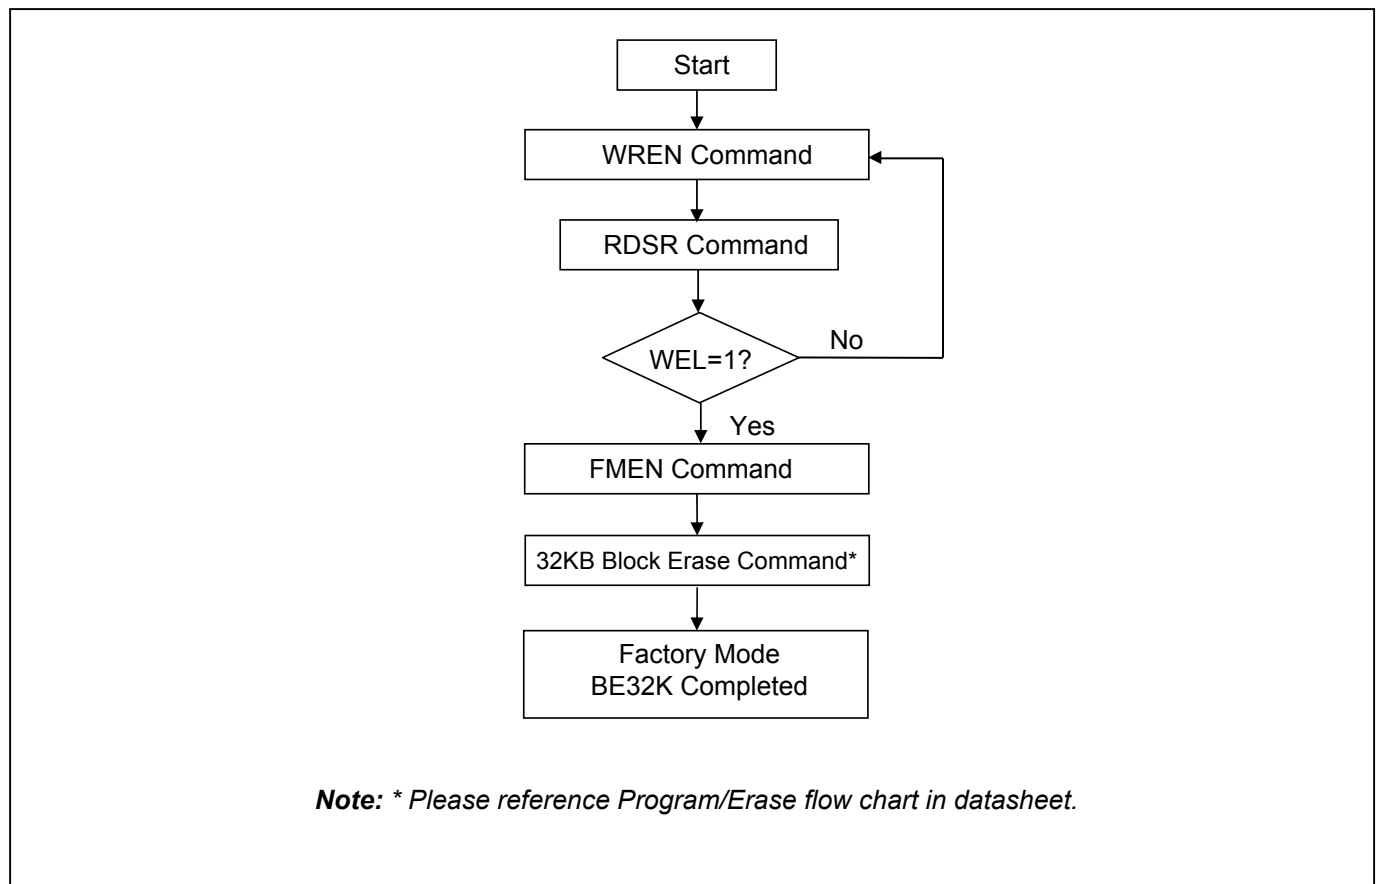 Start
WREN Command
RDSR Command
WEL=1?
No
Yes
FMEN Command
32KB Block Erase Command*
Factory Mode
BE32K Completed
Note: * Please reference Program/Erase flow chart in datasheet.